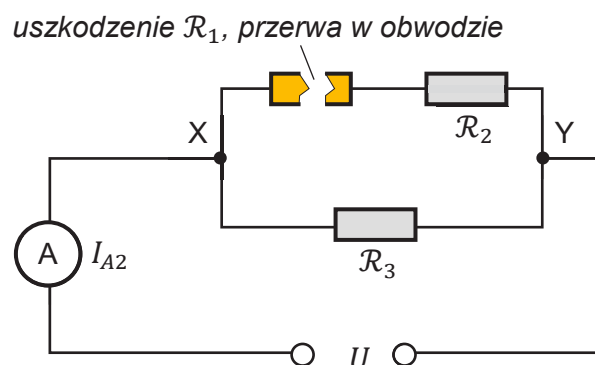 uszkodzenie ℛ₁, przerwa w obwodzie
X
Y
ℛ₂
A
I_A2
ℛ₃
U